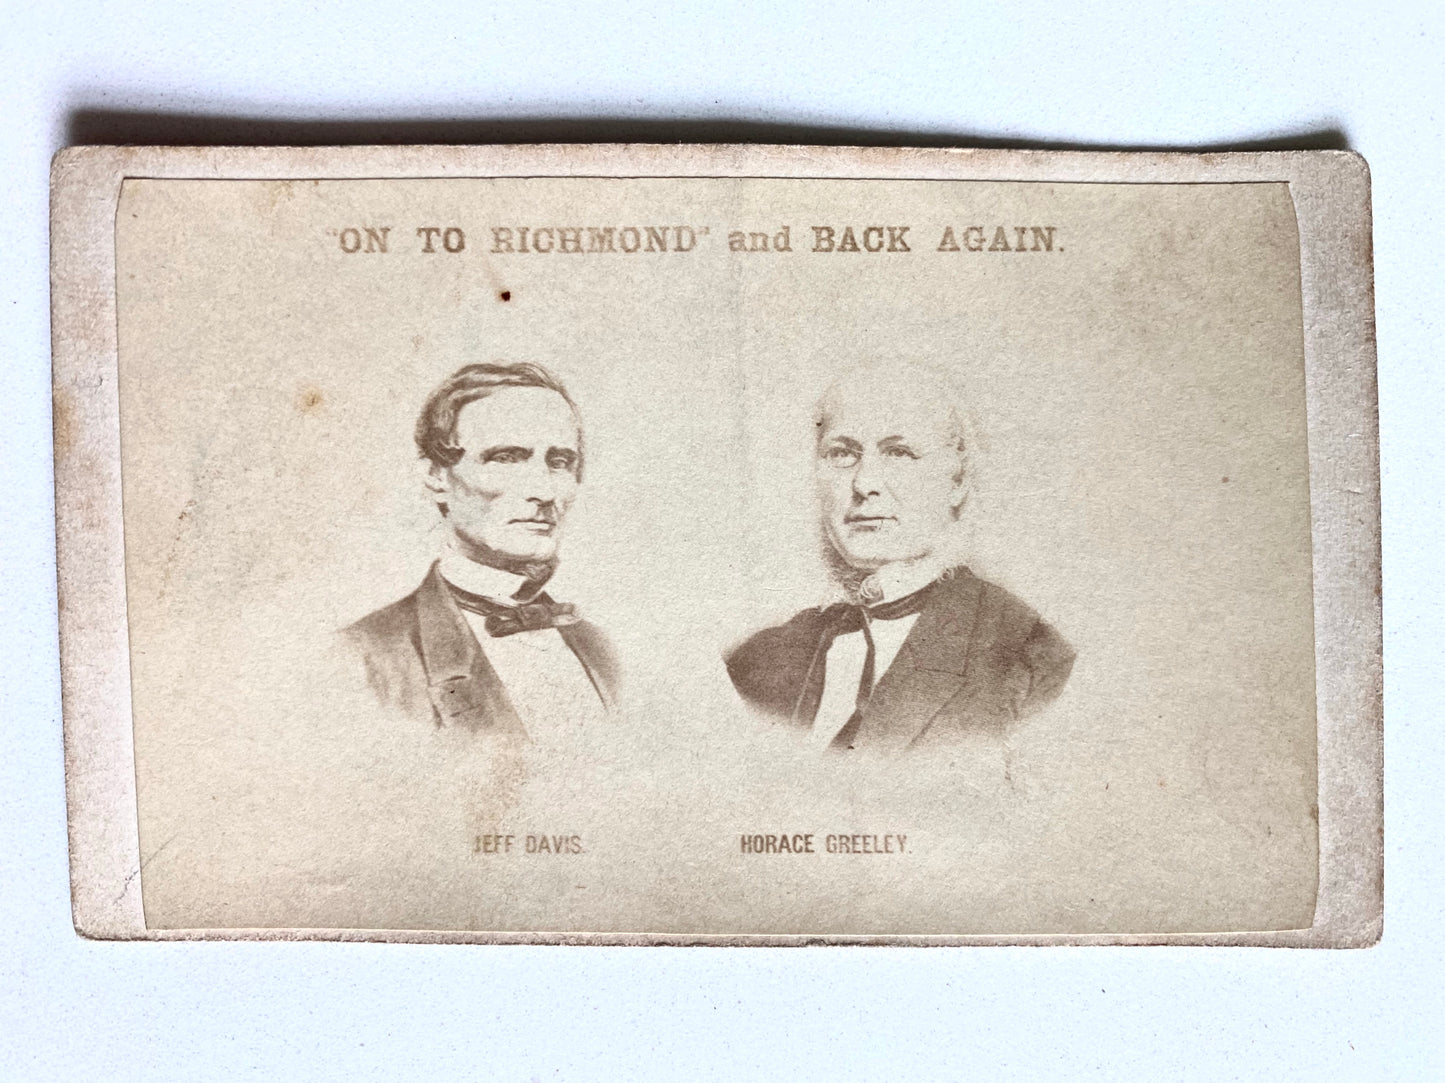 "ON TO RICHMOND" and BACK AGAIN.
JEFF DAVIS.
HORACE GREELEY.